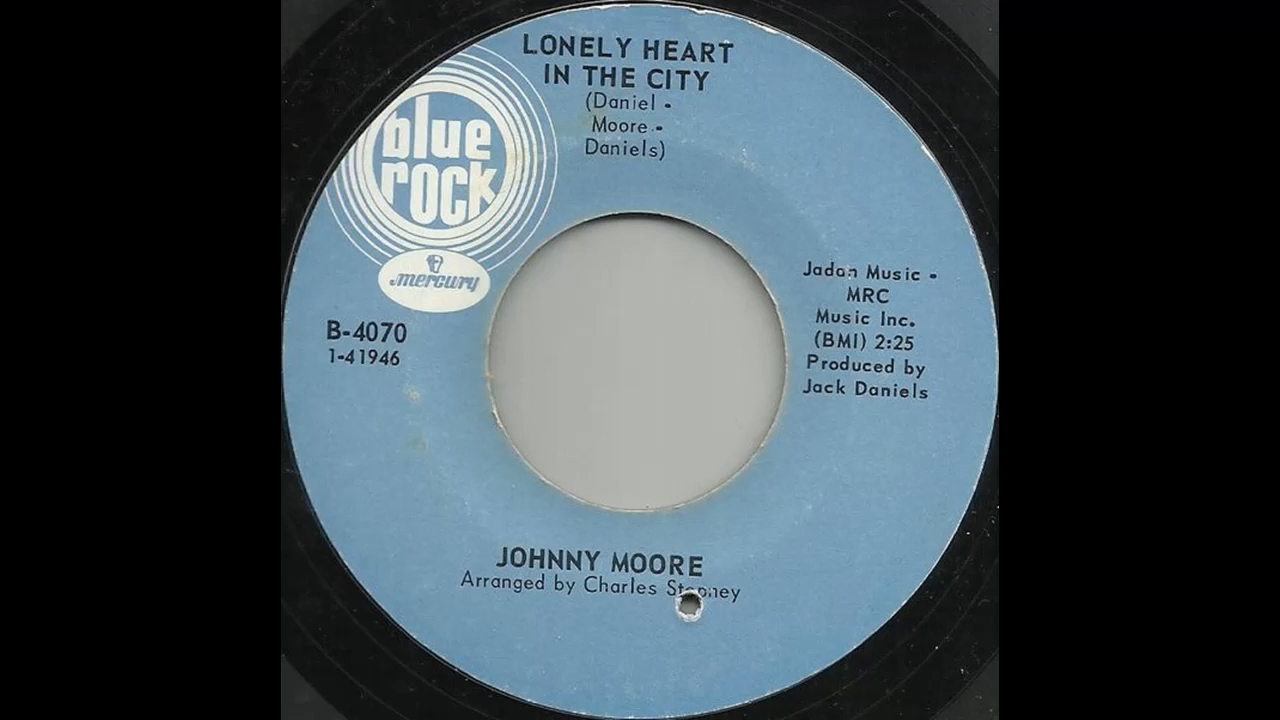 LONELY HEART
IN THE CITY
(Daniel -
Moore -
Daniels)
blue
rock
mercury
B-4070
1-41946
Jadan Music -
MRC
Music Inc.
(BMI) 2:25
Produced by
Jack Daniels
JOHNNY MOORE
Arranged by Charles Stepney